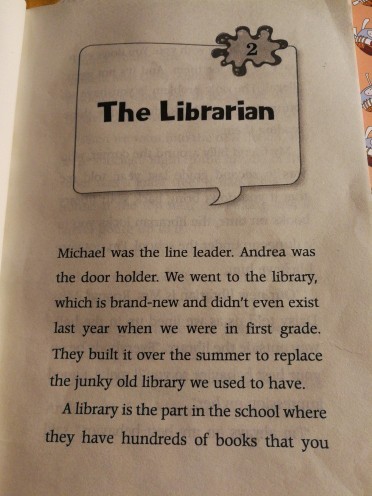 2
The Librarian
Michael was the line leader. Andrea was
the door holder. We went to the library,
which is brand-new and didn't even exist
last year when we were in first grade.
They built it over the summer to replace
the junky old library we used to have.
A library is the part in the school where
they have hundreds of books that you